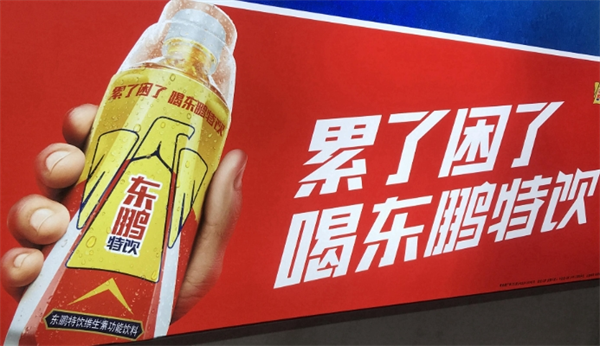 累了困了 喝东鹏特饮
东鹏
特饮
东鹏特饮维生素功能饮料
累了困了
喝东鹏特饮